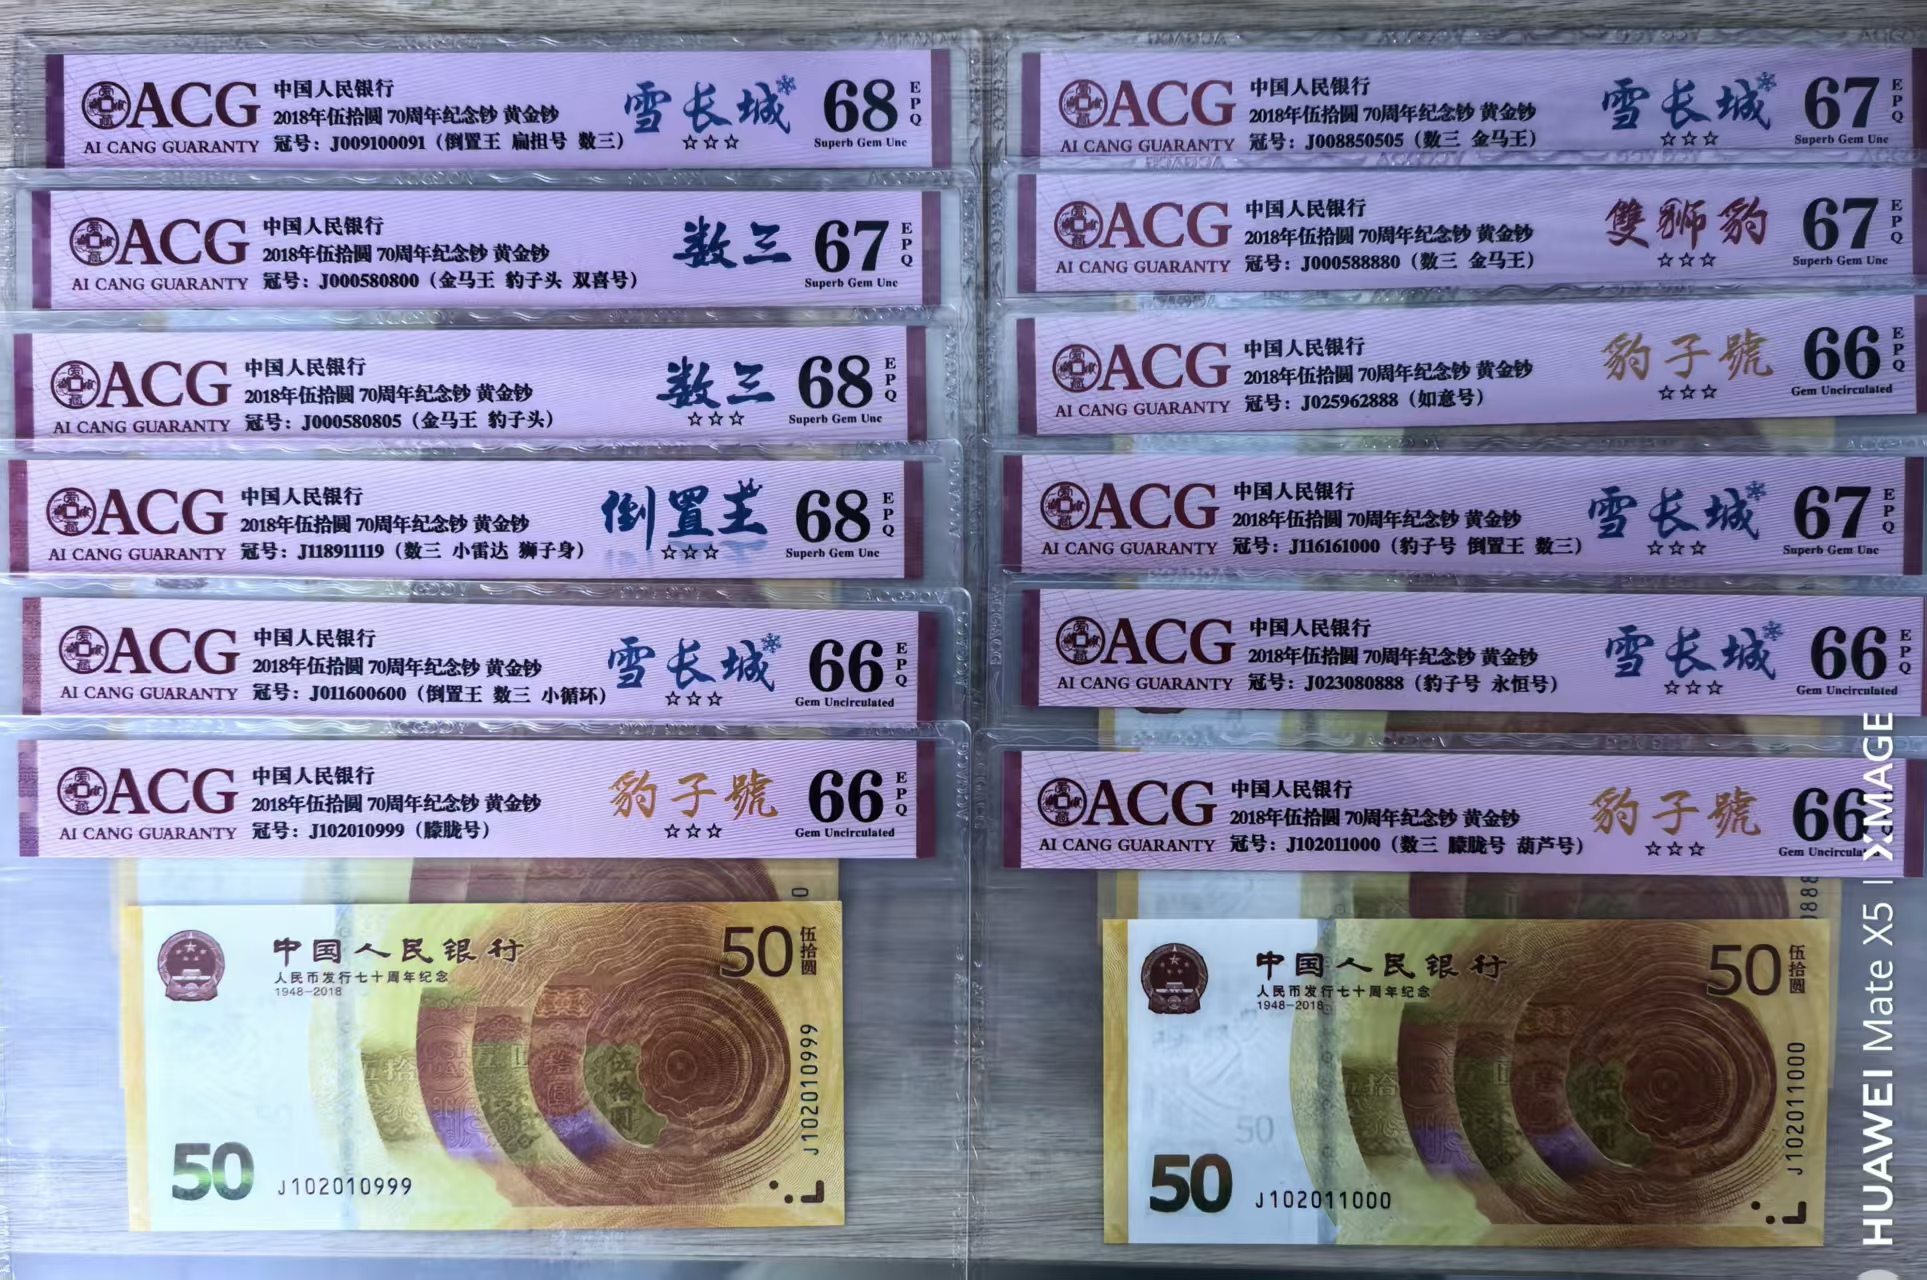 ACG
AI CANG GUARANTY
中国人民银行
2018年伍拾圆 70周年纪念钞 黄金钞
冠号：J009100091（倒置王 扁担号 数三）
雪长城
☆☆☆
68
EPQ
Superb Gem Unc
ACG
AI CANG GUARANTY
中国人民银行
2018年伍拾圆 70周年纪念钞 黄金钞
冠号：J000580800（金马王 豹子头 双喜号）
数三
67
EPQ
Superb Gem Unc
ACG
AI CANG GUARANTY
中国人民银行
2018年伍拾圆 70周年纪念钞 黄金钞
冠号：J000580805（金马王 豹子头）
数三
☆☆☆
68
EPQ
Superb Gem Unc
ACG
AI CANG GUARANTY
中国人民银行
2018年伍拾圆 70周年纪念钞 黄金钞
冠号：J118911119（数三 小雷达 狮子身）
倒置王
☆☆☆
68
EPQ
Superb Gem Unc
ACG
AI CANG GUARANTY
中国人民银行
2018年伍拾圆 70周年纪念钞 黄金钞
冠号：J011600600（倒置王 数三 小循环）
雪长城
☆☆☆
66
EPQ
Gem Uncirculated
ACG
AI CANG GUARANTY
中国人民银行
2018年伍拾圆 70周年纪念钞 黄金钞
冠号：J102010999（朦胧号）
豹子號
☆☆☆
66
EPQ
Gem Uncirculated
中国人民银行
人民币发行七十周年纪念
1948-2018
50
伍拾圆
J102010999
50
J102010999
ACG
AI CANG GUARANTY
中国人民银行
2018年伍拾圆 70周年纪念钞 黄金钞
冠号：J008850505（数三 金马王）
雪长城
☆☆☆
67
EPQ
Superb Gem Unc
ACG
AI CANG GUARANTY
中国人民银行
2018年伍拾圆 70周年纪念钞 黄金钞
冠号：J000588880（数三 金马王）
雙狮豹
☆☆☆
67
EPQ
Superb Gem Unc
ACG
AI CANG GUARANTY
中国人民银行
2018年伍拾圆 70周年纪念钞 黄金钞
冠号：J025962888（如意号）
豹子號
☆☆☆
66
EPQ
Gem Uncirculated
ACG
AI CANG GUARANTY
中国人民银行
2018年伍拾圆 70周年纪念钞 黄金钞
冠号：J116161000（豹子号 倒置王 数三）
雪长城
☆☆☆
67
EPQ
Superb Gem Unc
ACG
AI CANG GUARANTY
中国人民银行
2018年伍拾圆 70周年纪念钞 黄金钞
冠号：J023080888（豹子号 永恒号）
雪长城
☆☆☆
66
EPQ
Gem Uncirculated
ACG
AI CANG GUARANTY
中国人民银行
2018年伍拾圆 70周年纪念钞 黄金钞
冠号：J102011000（数三 朦胧号 葫芦号）
豹子號
☆☆☆
66
中国人民银行
人民币发行七十周年纪念
1948-2018
50
伍拾圆
J102011000
50
50
J102011000
HUAWEI Mate X5 | XMAGE